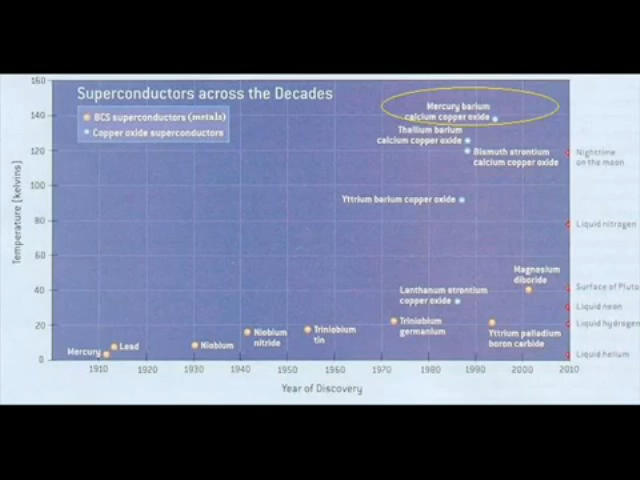 Superconductors across the Decades
BCS superconductors (metals)
Copper oxide superconductors
Temperature (kelvins)
160
140
120
100
80
60
40
20
0
Mercury barium
calcium copper oxide
Thallium barium
calcium copper oxide
Bismuth strontium
calcium copper oxide
Yttrium barium copper oxide
Magnesium
diboride
Lanthanum strontium
copper oxide
Mercury
Lead
Niobium
Niobium
nitride
Triniobium
tin
Triniobium
germanium
Yttrium palladium
boron carbide
Nighttime
on the moon
Liquid nitrogen
Surface of Pluto
Liquid neon
Liquid hydrogen
Liquid helium
1910
1920
1930
1940
1950
1960
1970
1980
1990
2000
2010
Year of Discovery